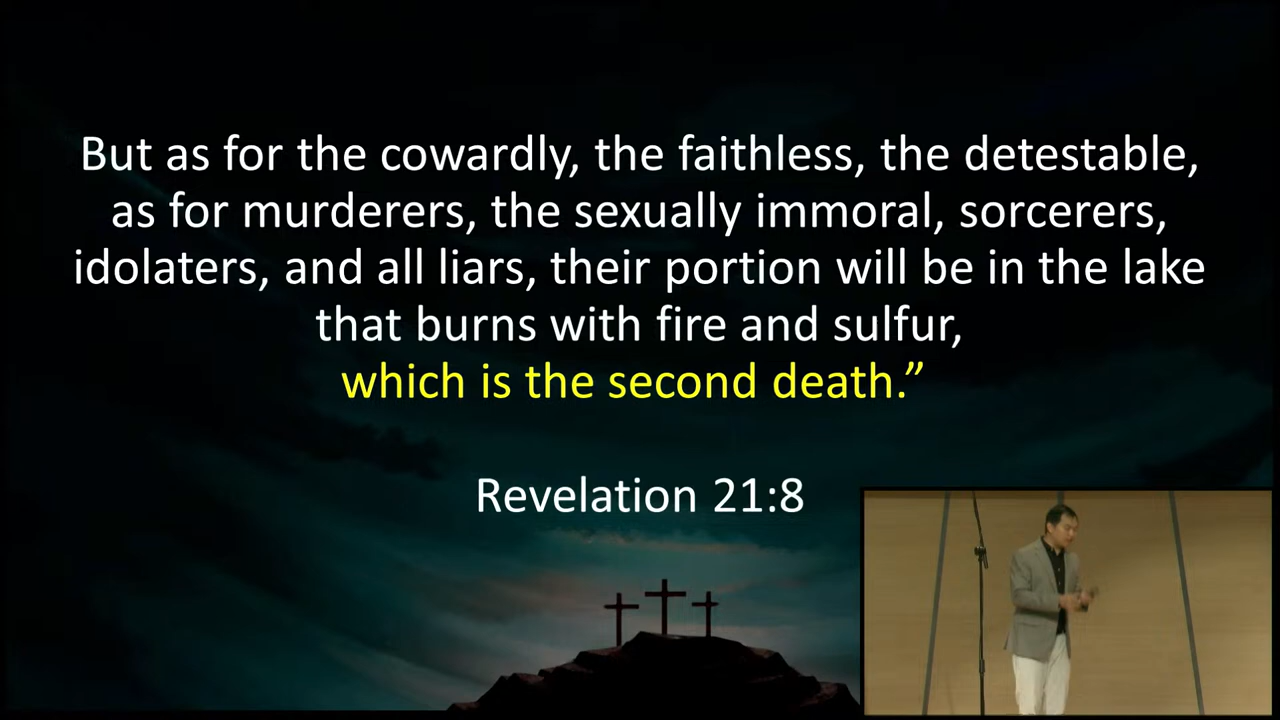 But as for the cowardly, the faithless, the detestable,
as for murderers, the sexually immoral, sorcerers,
idolaters, and all liars, their portion will be in the lake
that burns with fire and sulfur,
which is the second death.”
Revelation 21:8